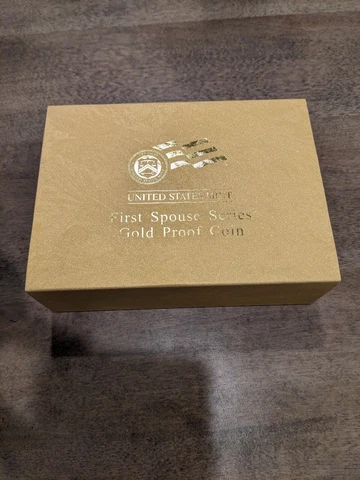 UNITED STATES MINT
First Spouse Series
Gold Proof Coin